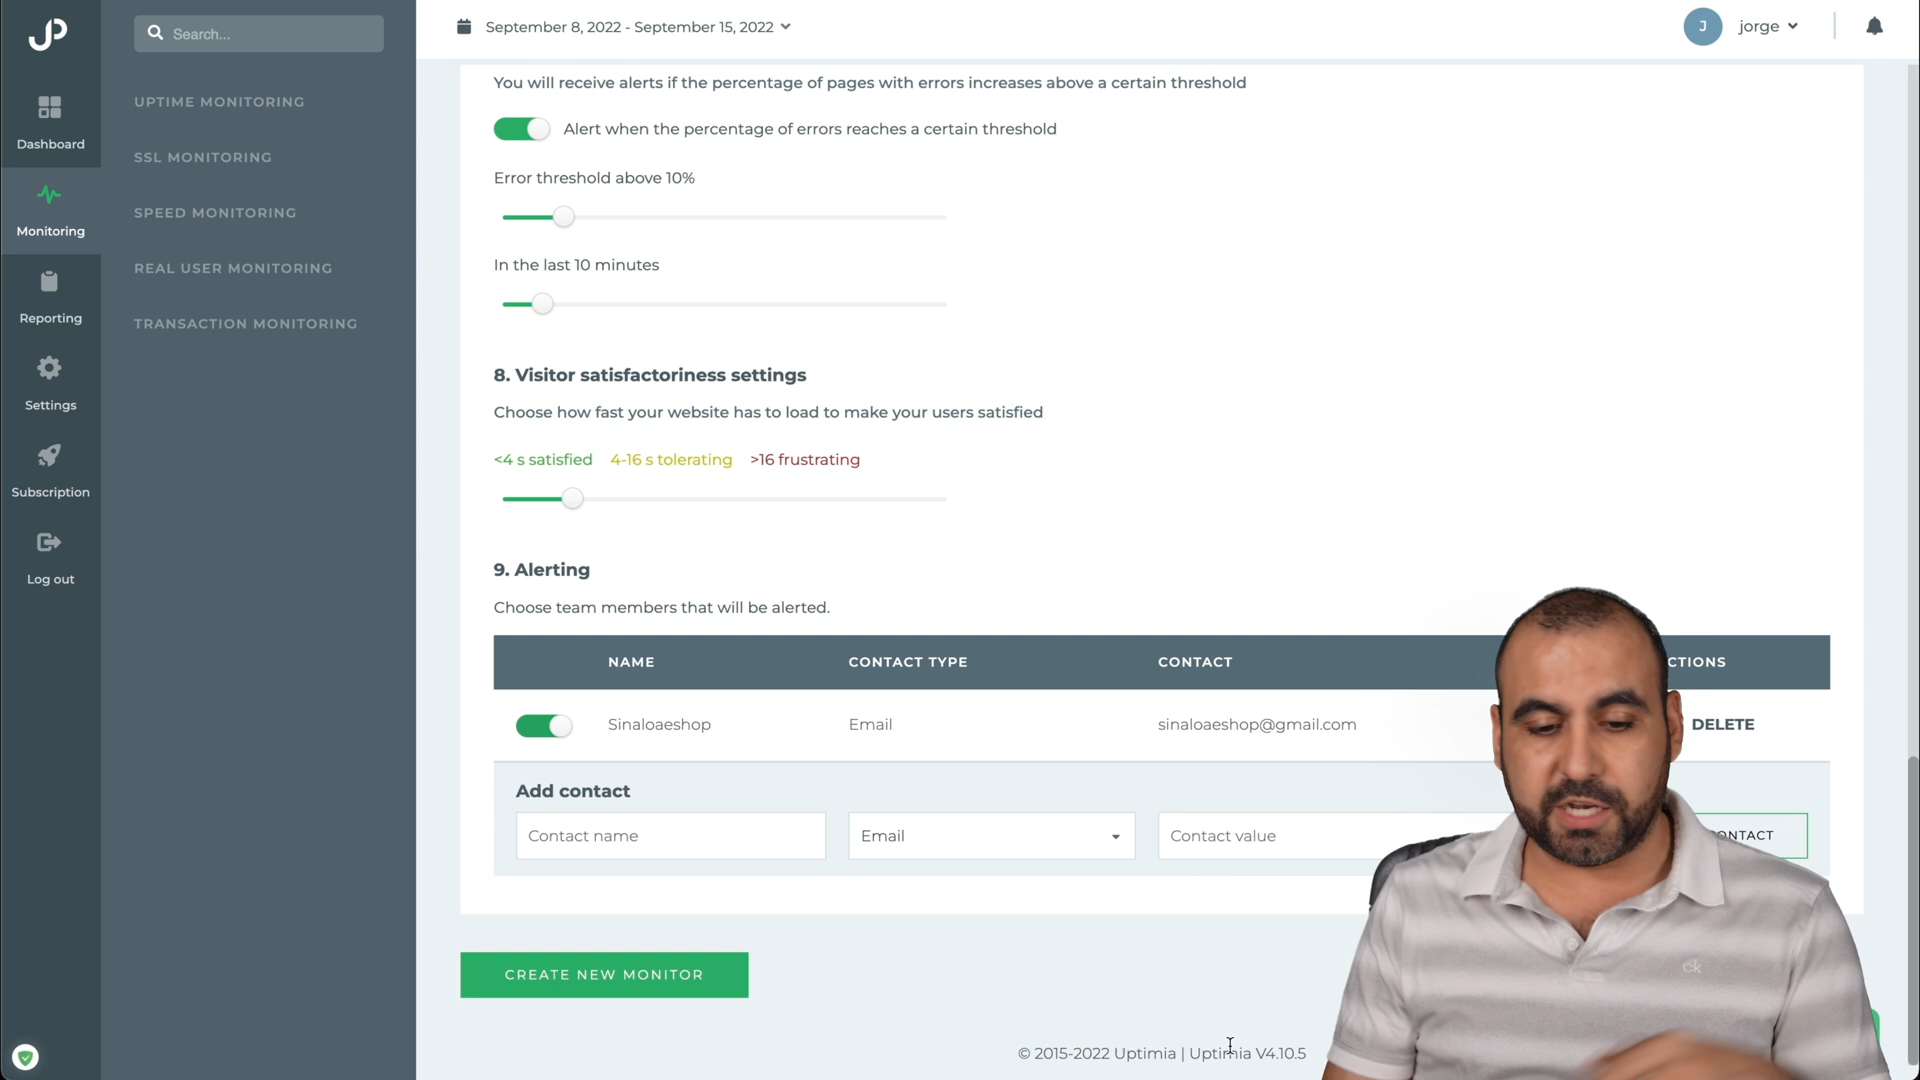 Search...
September 8, 2022 - September 15, 2022
J
jorge
Dashboard
Monitoring
Reporting
Settings
Subscription
Log out
UPTIME MONITORING
SSL MONITORING
SPEED MONITORING
REAL USER MONITORING
TRANSACTION MONITORING
You will receive alerts if the percentage of pages with errors increases above a certain threshold
Alert when the percentage of errors reaches a certain threshold
Error threshold above 10%
In the last 10 minutes
8. Visitor satisfactoriness settings
Choose how fast your website has to load to make your users satisfied
<4 s satisfied 4-16 s tolerating >16 frustrating
9. Alerting
Choose team members that will be alerted.
NAME CONTACT TYPE CONTACT CTIONS
Sinaloaeshop Email sinaloaeshop@gmail.com DELETE
Add contact
Contact name Email Contact value ONTACT
CREATE NEW MONITOR
ck
© 2015-2022 Uptimia | Uptimia V4.10.5